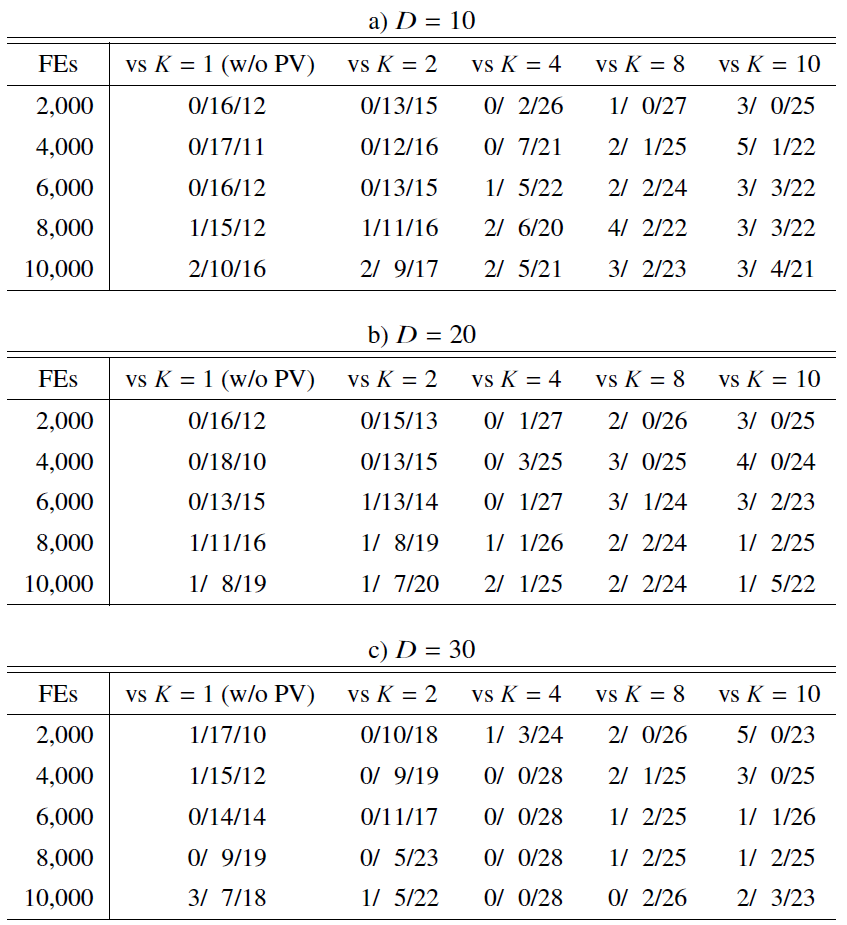 a) D = 10
FEs vs K = 1 (w/o PV) vs K = 2 vs K = 4 vs K = 8 vs K = 10
2,000 0/16/12 0/13/15 0/ 2/26 1/ 0/27 3/ 0/25
4,000 0/17/11 0/12/16 0/ 7/21 2/ 1/25 5/ 1/22
6,000 0/16/12 0/13/15 1/ 5/22 2/ 2/24 3/ 3/22
8,000 1/15/12 1/11/16 2/ 6/20 4/ 2/22 3/ 3/22
10,000 2/10/16 2/ 9/17 2/ 5/21 3/ 2/23 3/ 4/21
b) D = 20
FEs vs K = 1 (w/o PV) vs K = 2 vs K = 4 vs K = 8 vs K = 10
2,000 0/16/12 0/15/13 0/ 1/27 2/ 0/26 3/ 0/25
4,000 0/18/10 0/13/15 0/ 3/25 3/ 0/25 4/ 0/24
6,000 0/13/15 1/13/14 0/ 1/27 3/ 1/24 3/ 2/23
8,000 1/11/16 1/ 8/19 1/ 1/26 2/ 2/24 1/ 2/25
10,000 1/ 8/19 1/ 7/20 2/ 1/25 2/ 2/24 1/ 5/22
c) D = 30
FEs vs K = 1 (w/o PV) vs K = 2 vs K = 4 vs K = 8 vs K = 10
2,000 1/17/10 0/10/18 1/ 3/24 2/ 0/26 5/ 0/23
4,000 1/15/12 0/ 9/19 0/ 0/28 2/ 1/25 3/ 0/25
6,000 0/14/14 0/11/17 0/ 0/28 1/ 2/25 1/ 1/26
8,000 0/ 9/19 0/ 5/23 0/ 0/28 1/ 2/25 1/ 2/25
10,000 3/ 7/18 1/ 5/22 0/ 0/28 0/ 2/26 2/ 3/23